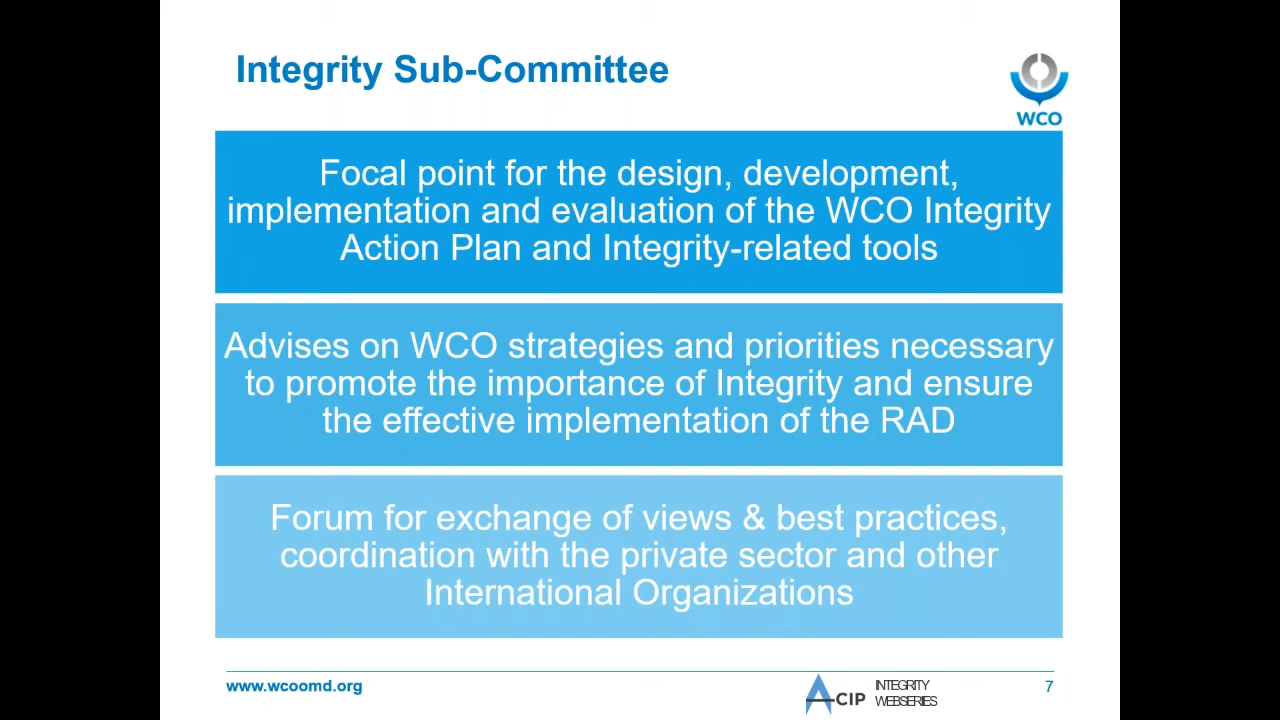 Integrity Sub-Committee
WCO
Focal point for the design, development,
implementation and evaluation of the WCO Integrity
Action Plan and Integrity-related tools
Advises on WCO strategies and priorities necessary
to promote the importance of Integrity and ensure
the effective implementation of the RAD
Forum for exchange of views & best practices,
coordination with the private sector and other
International Organizations
www.wcoomd.org
ACIP
INTEGRITY
WEBSERIES
7